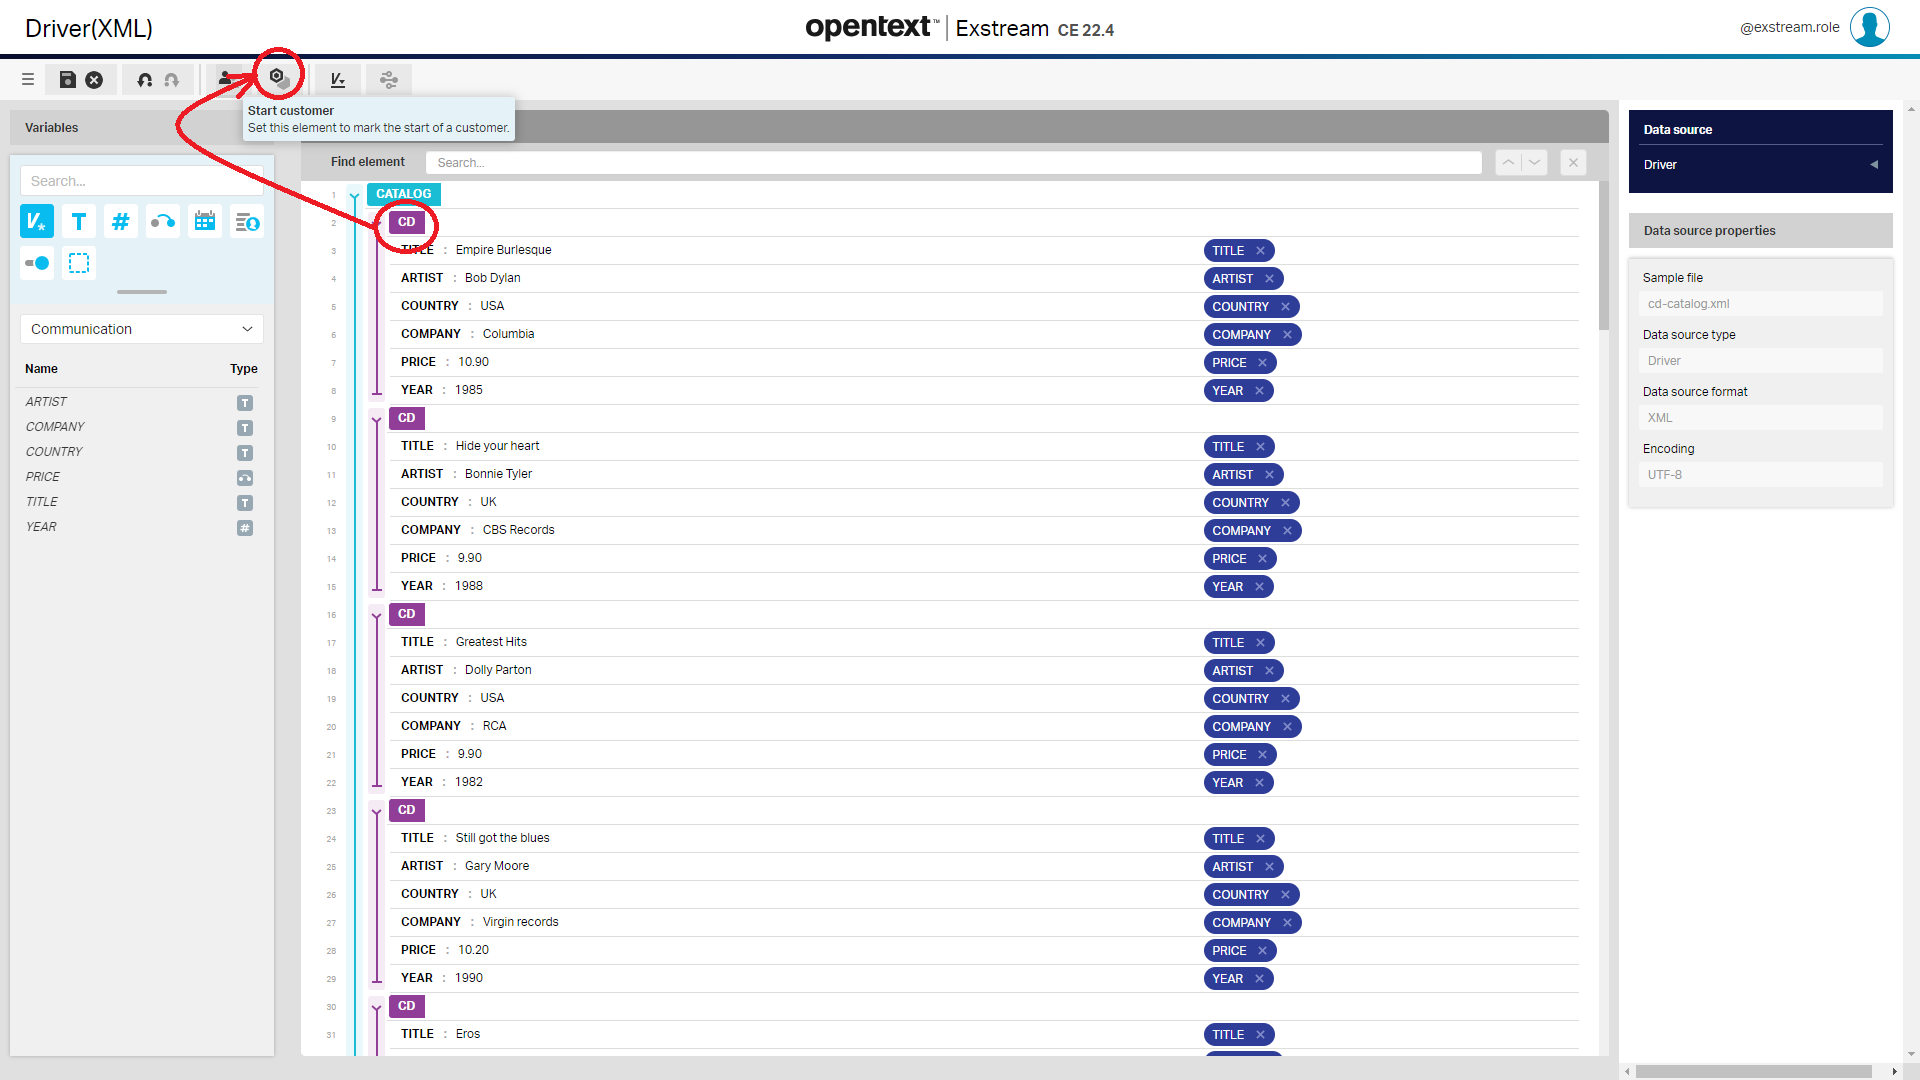 Driver(XML)
opentext™ | Exstream CE 22.4
@exstream.role
Start customer
Set this element to mark the start of a customer.
Variables
Search...
Communication
Name Type
ARTIST T
COMPANY T
COUNTRY T
PRICE
TITLE T
YEAR #
Find element Search...
1 CATALOG
2 CD
3 TITLE : Empire Burlesque TITLE
4 ARTIST : Bob Dylan ARTIST
5 COUNTRY : USA COUNTRY
6 COMPANY : Columbia COMPANY
7 PRICE : 10.90 PRICE
8 YEAR : 1985 YEAR
9 CD
10 TITLE : Hide your heart TITLE
11 ARTIST : Bonnie Tyler ARTIST
12 COUNTRY : UK COUNTRY
13 COMPANY : CBS Records COMPANY
14 PRICE : 9.90 PRICE
15 YEAR : 1988 YEAR
16 CD
17 TITLE : Greatest Hits TITLE
18 ARTIST : Dolly Parton ARTIST
19 COUNTRY : USA COUNTRY
20 COMPANY : RCA COMPANY
21 PRICE : 9.90 PRICE
22 YEAR : 1982 YEAR
23 CD
24 TITLE : Still got the blues TITLE
25 ARTIST : Gary Moore ARTIST
26 COUNTRY : UK COUNTRY
27 COMPANY : Virgin records COMPANY
28 PRICE : 10.20 PRICE
29 YEAR : 1990 YEAR
30 CD
31 TITLE : Eros TITLE
Data source
Driver
Data source properties
Sample file
cd-catalog.xml
Data source type
Driver
Data source format
XML
Encoding
UTF-8